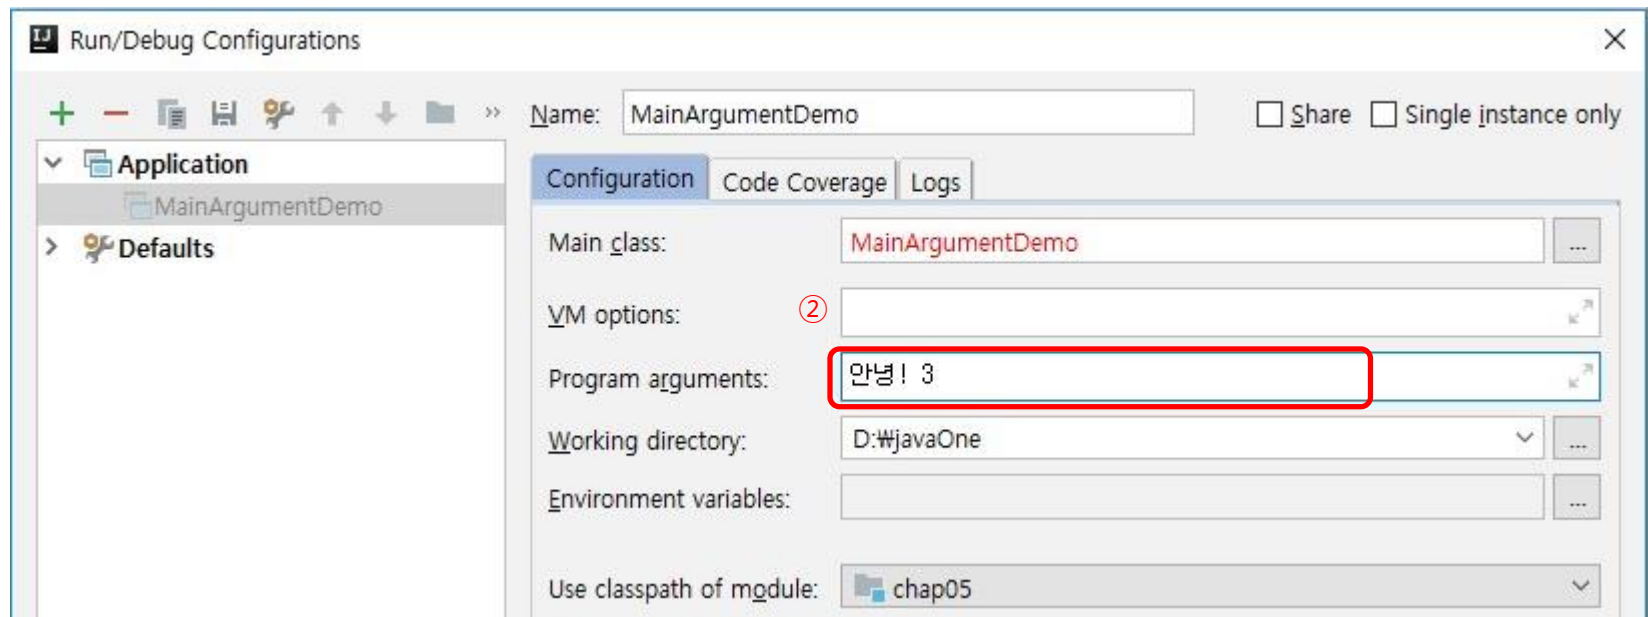 IJ Run/Debug Configurations
Name: MainArgumentDemo Share Single instance only
Application
MainArgumentDemo
Defaults
Configuration Code Coverage Logs
Main class: MainArgumentDemo ...
VM options: ②
Program arguments: 안녕! 3
Working directory: D:₩javaOne ...
Environment variables: ...
Use classpath of module: chap05